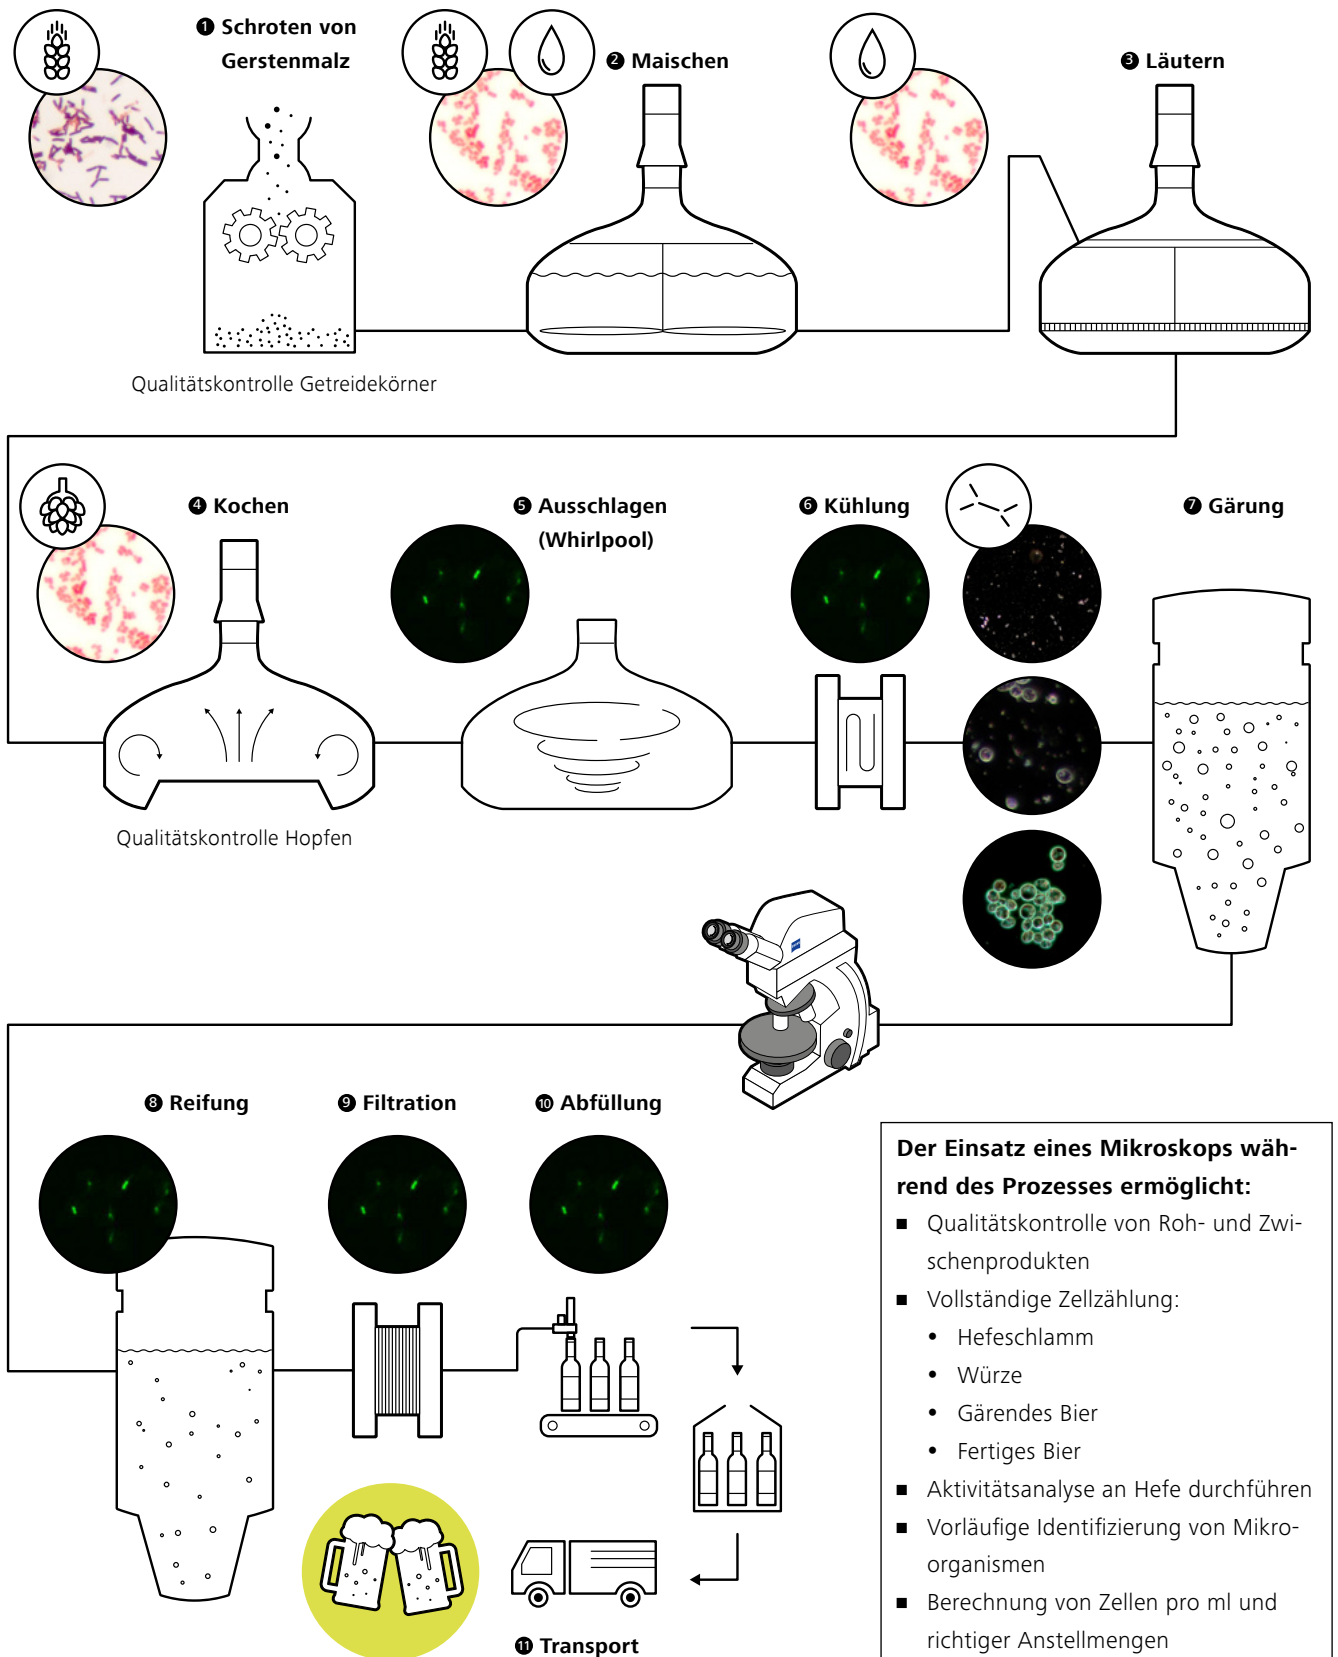 ❶ Schroten von
Gerstenmalz
❷ Maischen
❸ Läutern
Qualitätskontrolle Getreidekörner
❹ Kochen
❺ Ausschlagen
(Whirlpool)
❻ Kühlung
❼ Gärung
Qualitätskontrolle Hopfen
❽ Reifung
❾ Filtration
❿ Abfüllung
Der Einsatz eines Mikroskops wäh-
rend des Prozesses ermöglicht:
■ Qualitätskontrolle von Roh- und Zwi-
schenprodukten
■ Vollständige Zellzählung:
• Hefeschlamm
• Würze
• Gärendes Bier
• Fertiges Bier
■ Aktivitätsanalyse an Hefe durchführen
■ Vorläufige Identifizierung von Mikro-
organismen
■ Berechnung von Zellen pro ml und
richtiger Anstellmengen
⓫ Transport